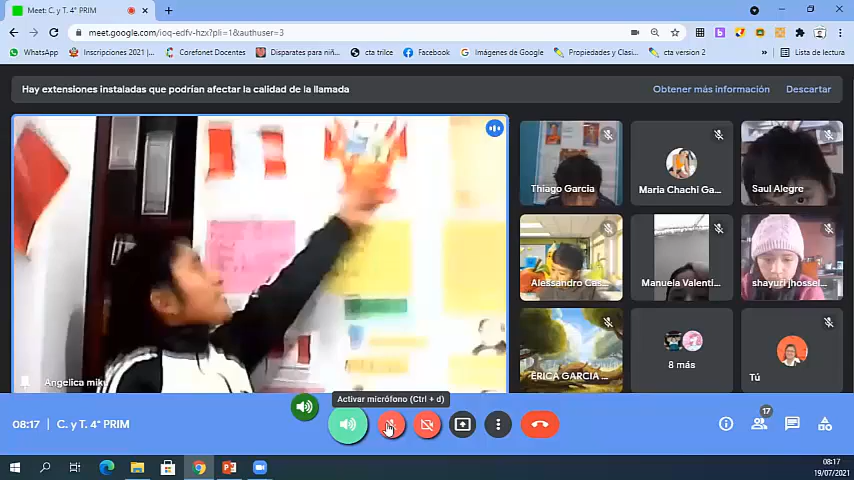 Meet: C. y T. 4° PRIM
meet.google.com/ioq-edfv-hzx?pli=1&authuser=3
WhatsApp
Inscripciones 2021 |...
Corefonet Docentes
Disparates para niñ...
cta trilce
Facebook
Imágenes de Google
Propiedades y Clasi...
cta version 2
»
Lista de lectura
Hay extensiones instaladas que podrían afectar la calidad de la llamada
Obtener más información
Descartar
Thiago Garcia
Maria Chachi Ga...
Saul Alegre
Alessandro Cas...
Manuela Valenti...
shayuri jhossel...
ERICA GARCIA ...
8 más
Tú
Angelica miku
Activar micrófono (Ctrl + d)
08:17 | C. y T. 4° PRIM
17
08:17
19/07/2021